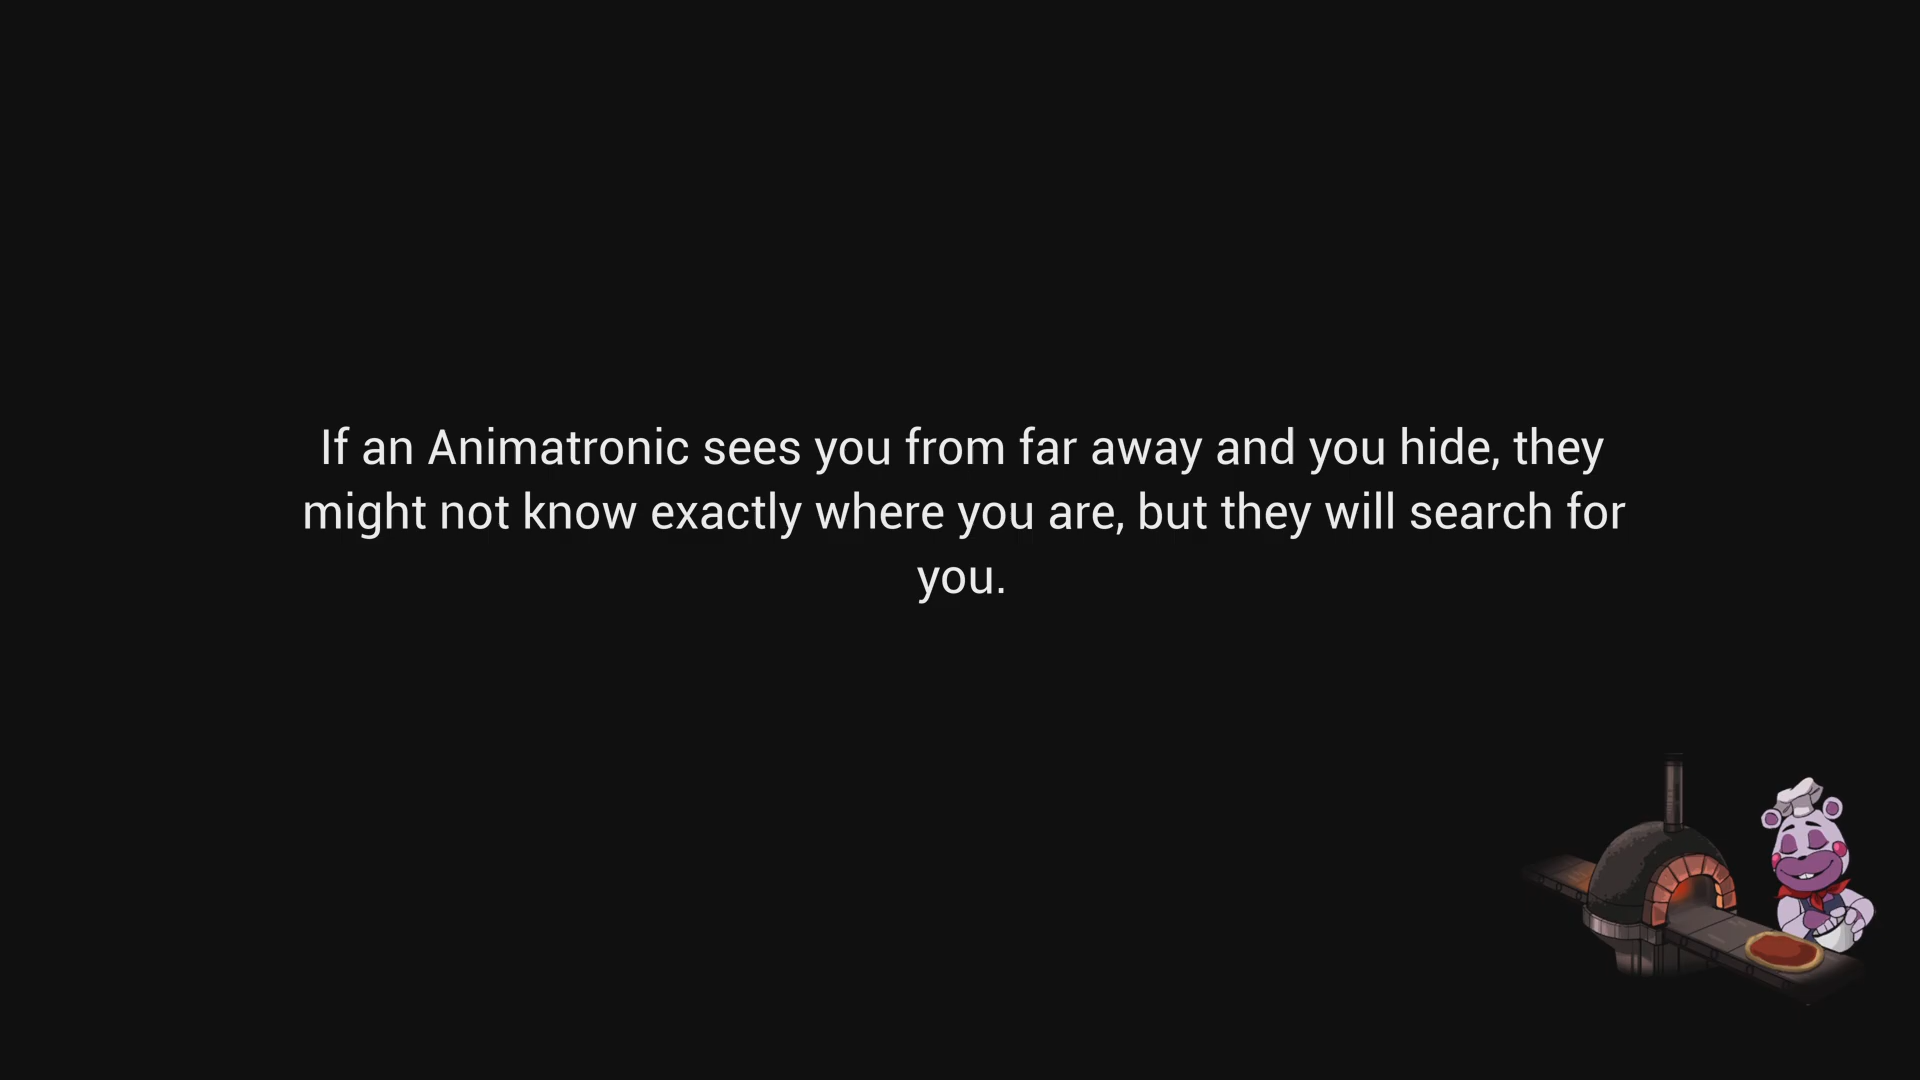 If an Animatronic sees you from far away and you hide, they
might not know exactly where you are, but they will search for
you.